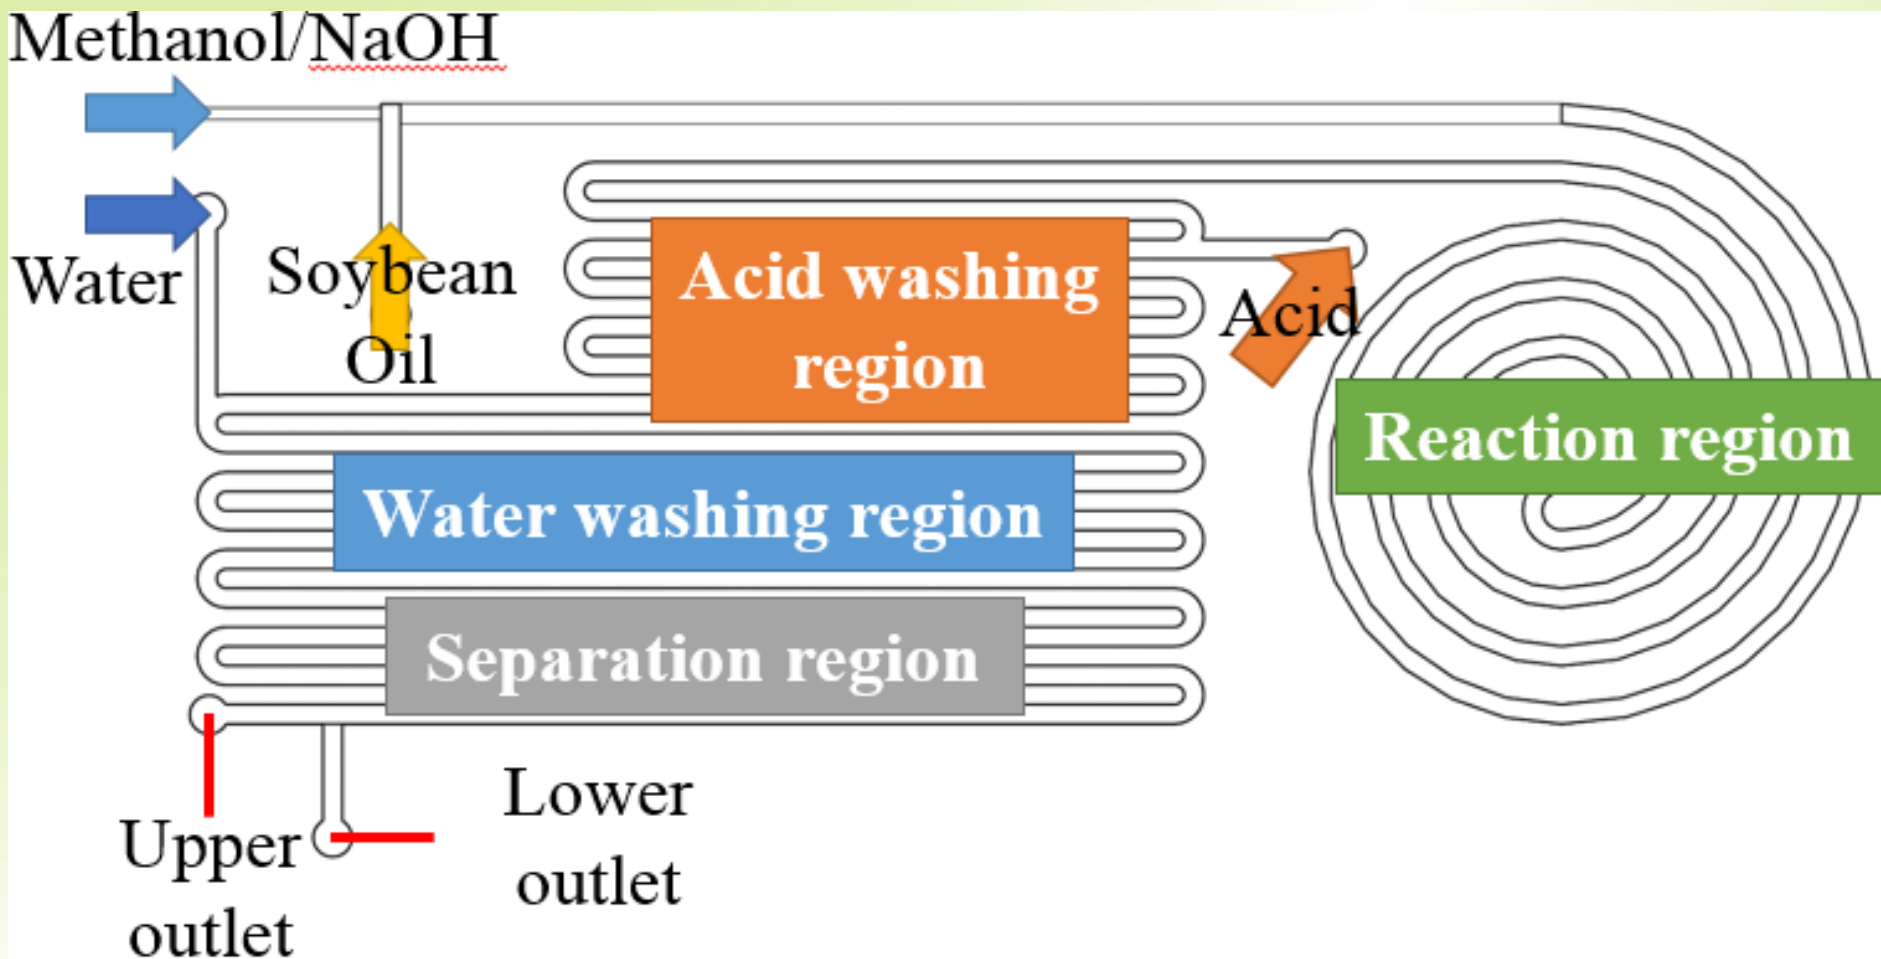 Methanol/NaOH
Water
Soybean
Oil
Acid washing
region
Acid
Reaction region
Water washing region
Separation region
Upper
outlet
Lower
outlet